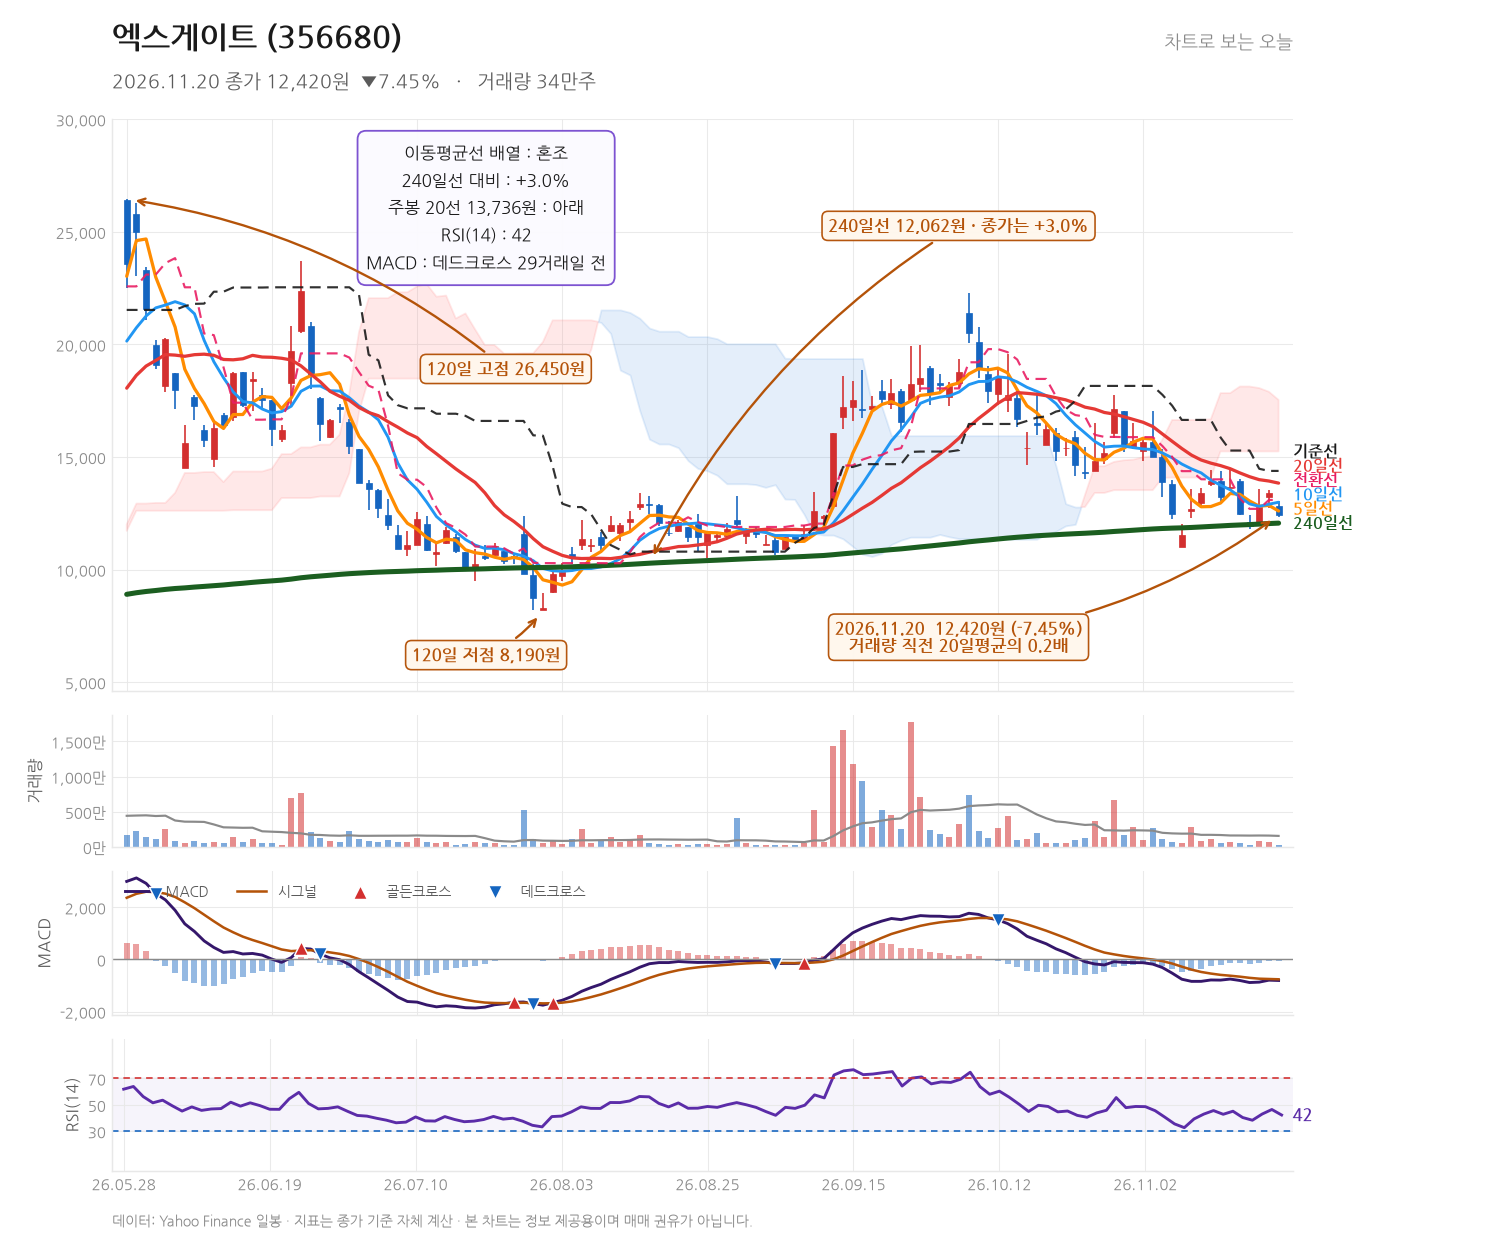 엑스게이트 (356680)
차트로 보는 오늘
2026.11.20 종가 12,420원 ▼7.45% · 거래량 34만주
30,000
25,000
20,000
15,000
10,000
5,000
이동평균선 배열 : 혼조
240일선 대비 : +3.0%
주봉 20선 13,736원 : 아래
RSI(14) : 42
MACD : 데드크로스 29거래일 전
240일선 12,062원 · 종가는 +3.0%
120일 고점 26,450원
120일 저점 8,190원
2026.11.20 12,420원 (-7.45%)
거래량 직전 20일평균의 0.2배
기준선
20일선
전환선
10일선
5일선
240일선
거래량
1,500만
1,000만
500만
0만
MACD
MACD
시그널
골든크로스
데드크로스
2,000
0
-2,000
RSI(14)
70
50
30
42
26.05.28
26.06.19
26.07.10
26.08.03
26.08.25
26.09.15
26.10.12
26.11.02
데이터: Yahoo Finance 일봉 · 지표는 종가 기준 자체 계산 · 본 차트는 정보 제공용이며 매매 권유가 아닙니다.